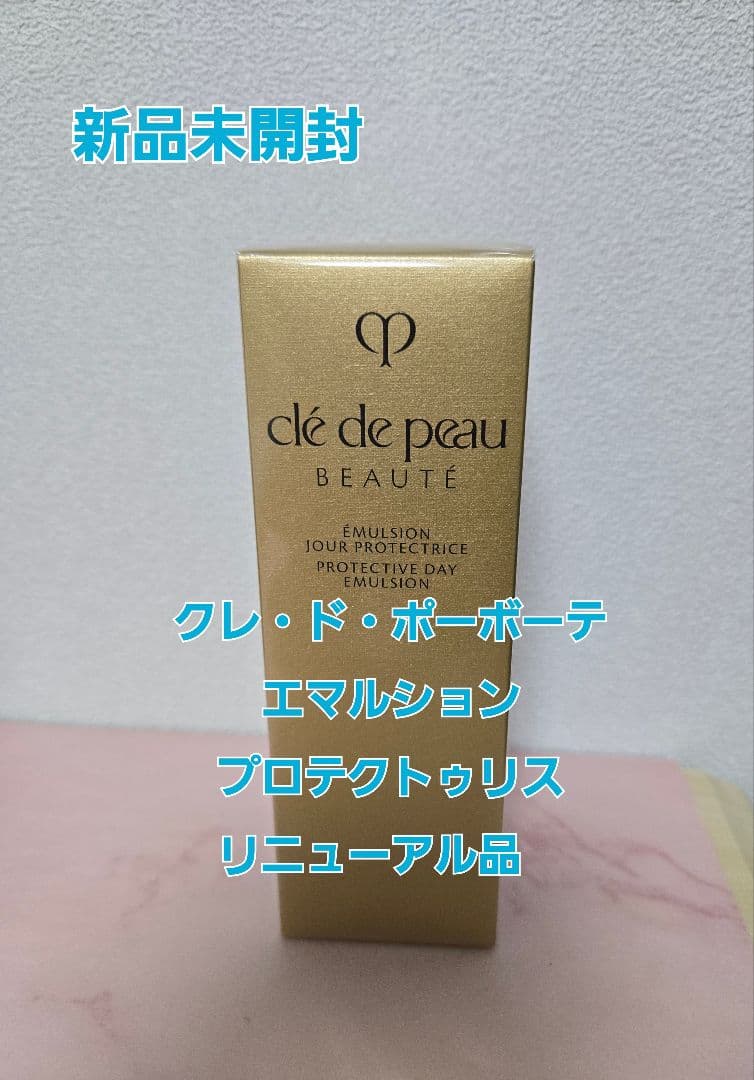 新品未開封
clé de peau
BEAUTÉ
ÉMULSION
JOUR PROTECTRICE
PROTECTIVE DAY
EMULSION
クレ・ド・ポーボーテ
エマルション
プロテクトゥリス
リニューアル品